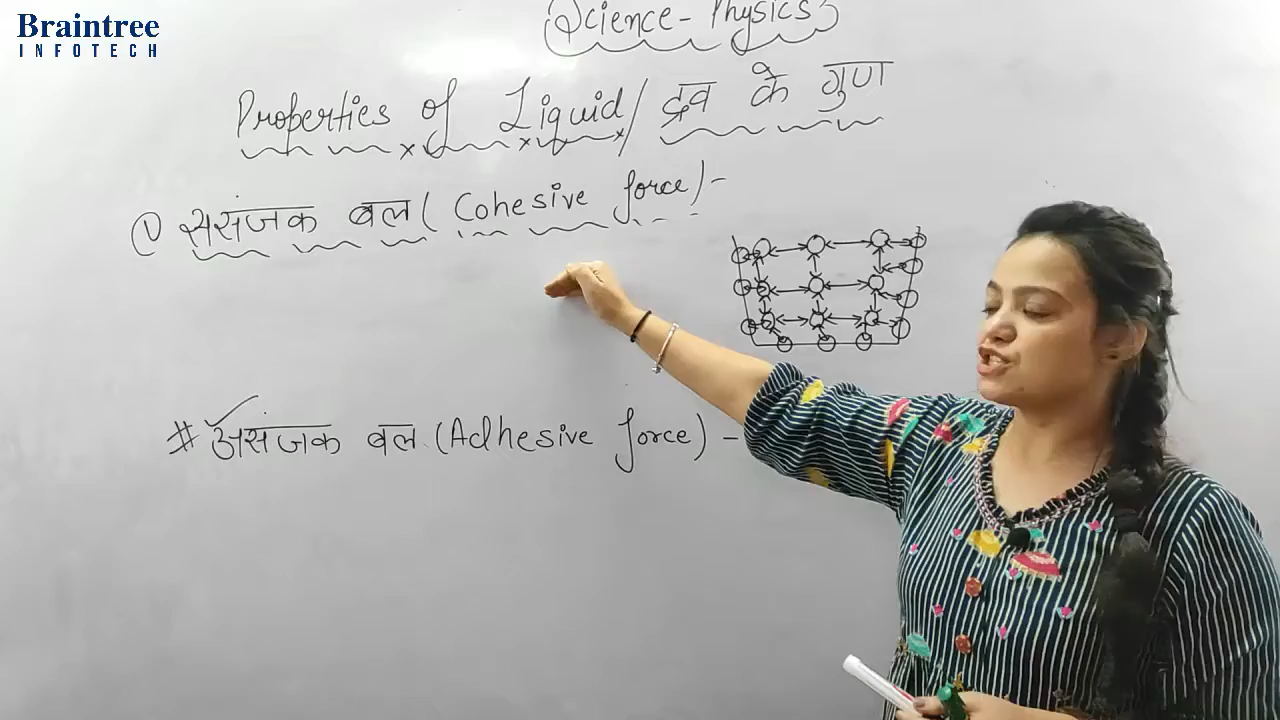 Braintree
INFOTECH
Science-Physics
Properties of Liquid/ द्रव के गुण
① ससंजक बल (Cohesive force)-
# असंजक बल (Adhesive force) -